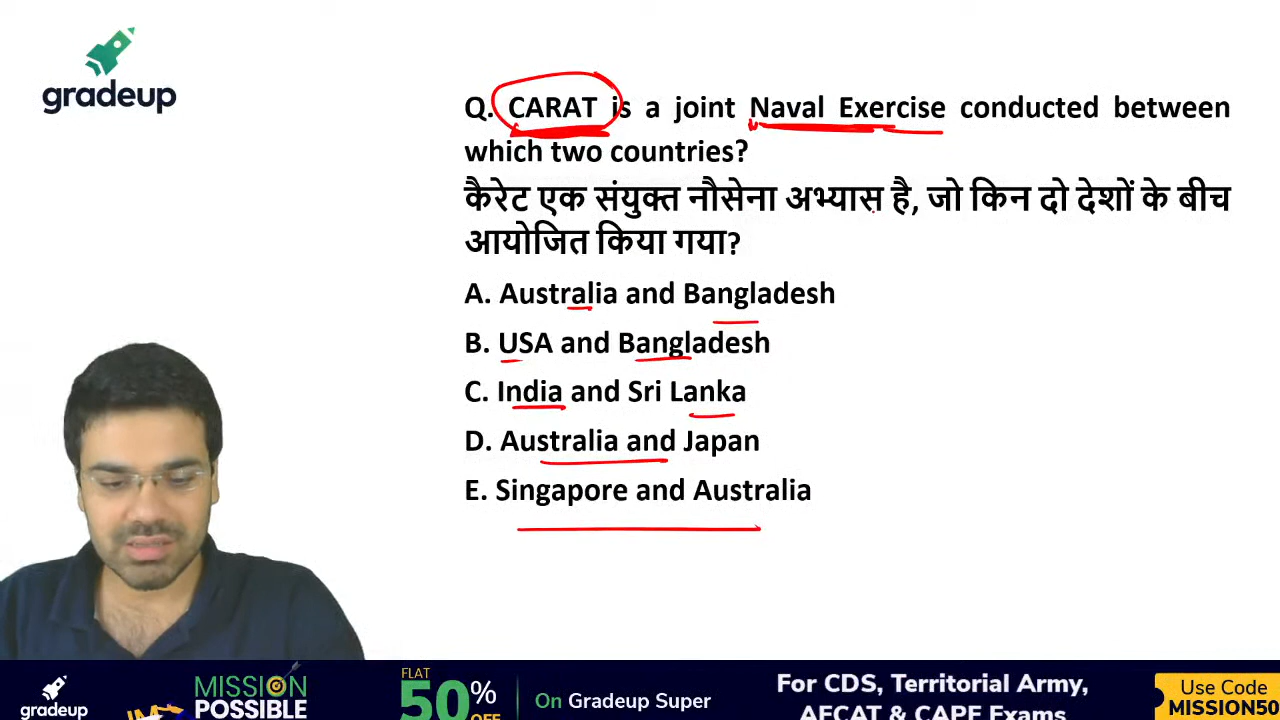 gradeup
Q. CARAT is a joint Naval Exercise conducted between
which two countries?
कैरेट एक संयुक्त नौसेना अभ्यास है, जो किन दो देशों के बीच
आयोजित किया गया?
A. Australia and Bangladesh
B. USA and Bangladesh
C. India and Sri Lanka
D. Australia and Japan
E. Singapore and Australia
gradeup
MISSION
POSSIBLE
FLAT
50%
OFF
On Gradeup Super
For CDS, Territorial Army,
AFCAT & CAPF Exams
Use Code
MISSION50